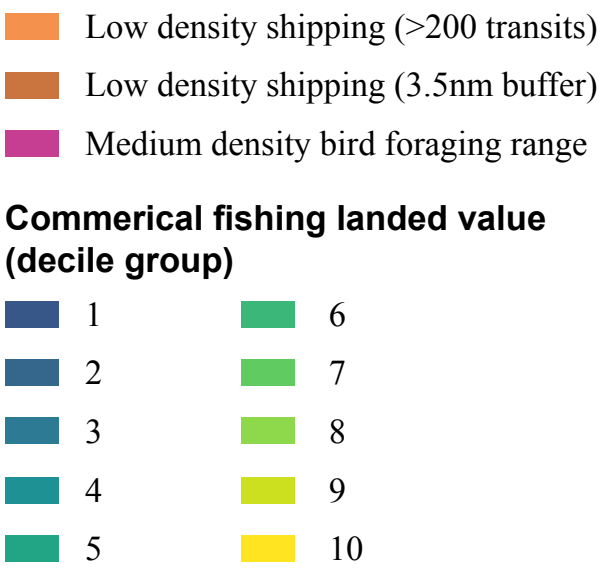 Low density shipping (>200 transits)
Low density shipping (3.5nm buffer)
Medium density bird foraging range
Commerical fishing landed value
(decile group)
1
2
3
4
5
6
7
8
9
10